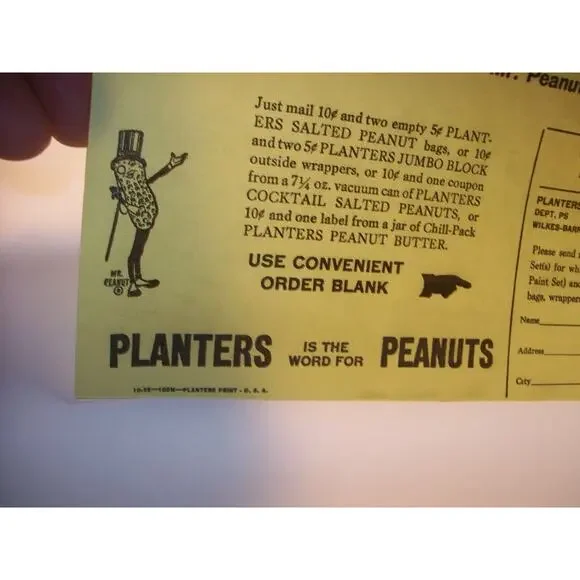 Mr. Peanut
Just mail 10¢ and two empty 5¢ PLANT-
ERS SALTED PEANUT bags, or 10¢
and two 5¢ PLANTERS JUMBO BLOCK
outside wrappers, or 10¢ and one coupon
from a 7¼ oz. vacuum can of PLANTERS
COCKTAIL SALTED PEANUTS, or
10¢ and one label from a jar of Chill-Pack
PLANTERS PEANUT BUTTER.
USE CONVENIENT
ORDER BLANK
MR.
PEANUT
®
PLANTERS IS THE WORD FOR PEANUTS
PLANTERS PRINT - U. S. A.
PLANTERS
DEPT. PS
WILKES-BARR
Please send
Set(s) for wh
Paint Set) and
bags, wrapper
Name
Address
City